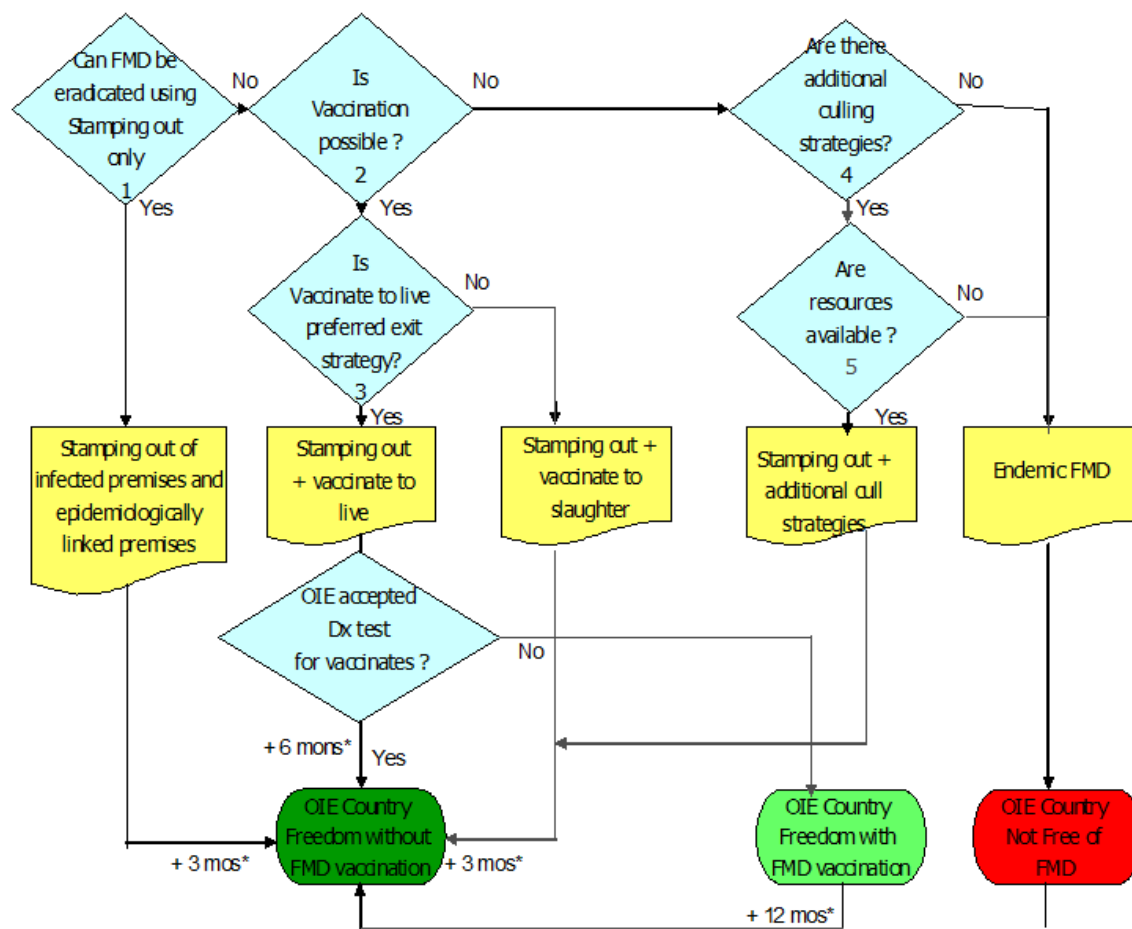 Can FMD be
eradicated using
Stamping out
only
1
No
Yes
Is
Vaccination
possible ?
2
No
Yes
Are there
additional
culling
strategies?
4
No
Yes
Is
Vaccinate to live
preferred exit
strategy?
3
No
Yes
Are
resources
available ?
5
No
Yes
Stamping out of
infected premises and
epidemiologically
linked premises
Stamping out
+ vaccinate to
live
Stamping out +
vaccinate to
slaughter
Stamping out +
additional cull
strategies
Endemic FMD
OIE accepted
Dx test
for vaccinates ?
No
+ 6 mons*
Yes
OIE Country
Freedom without
FMD vaccination
+ 3 mos*
+ 3 mos*
OIE Country
Freedom with
FMD vaccination
+ 12 mos*
OIE Country
Not Free of
FMD